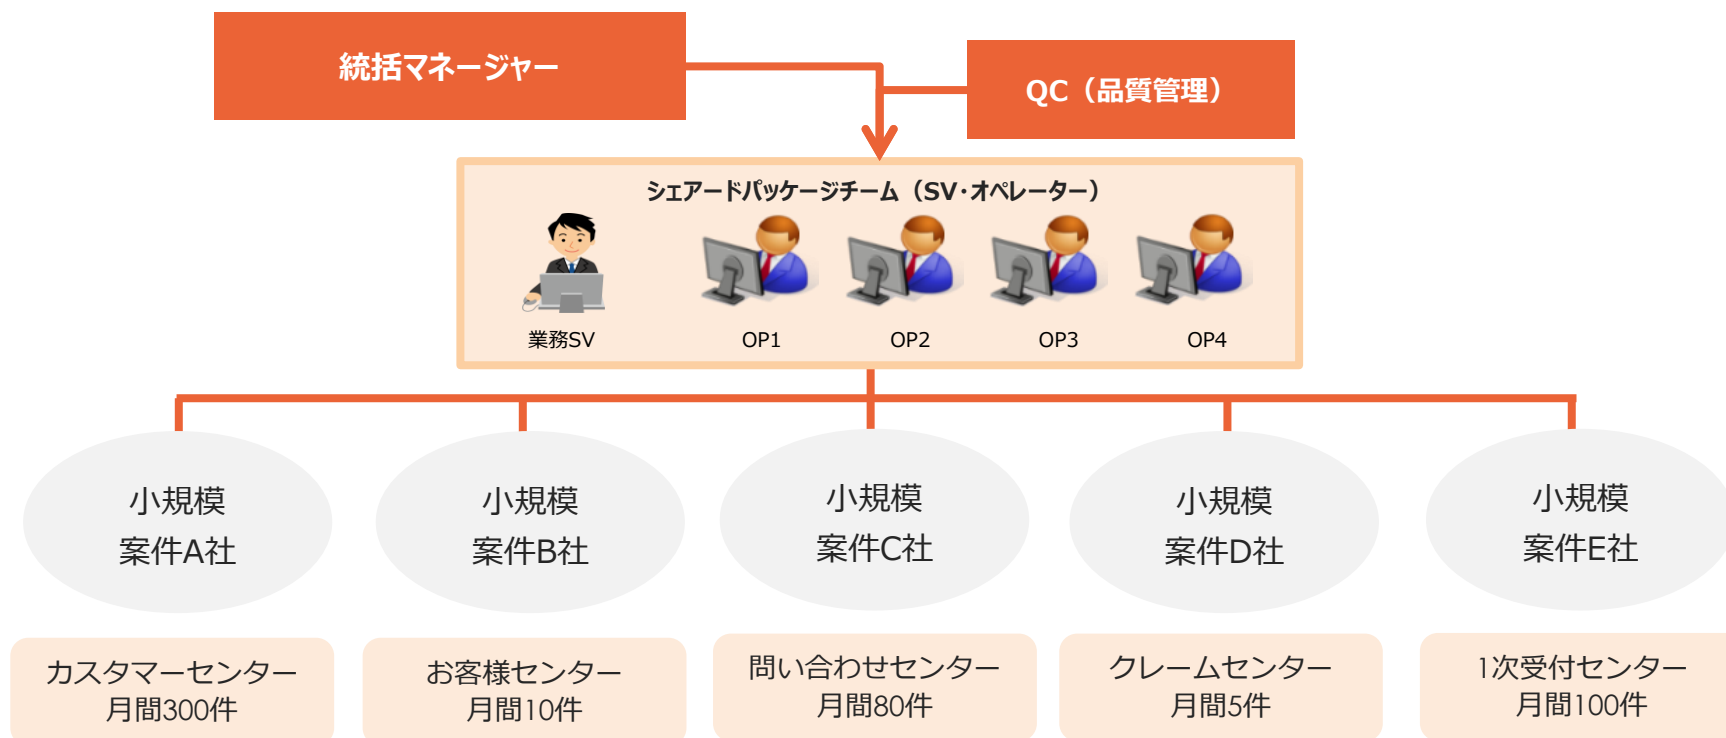 統括マネージャー
QC（品質管理）
シェアードパッケージチーム（SV・オペレーター）
業務SV
OP1
OP2
OP3
OP4
小規模
案件A社
小規模
案件B社
小規模
案件C社
小規模
案件D社
小規模
案件E社
カスタマーセンター
月間300件
お客様センター
月間10件
問い合わせセンター
月間80件
クレームセンター
月間5件
1次受付センター
月間100件